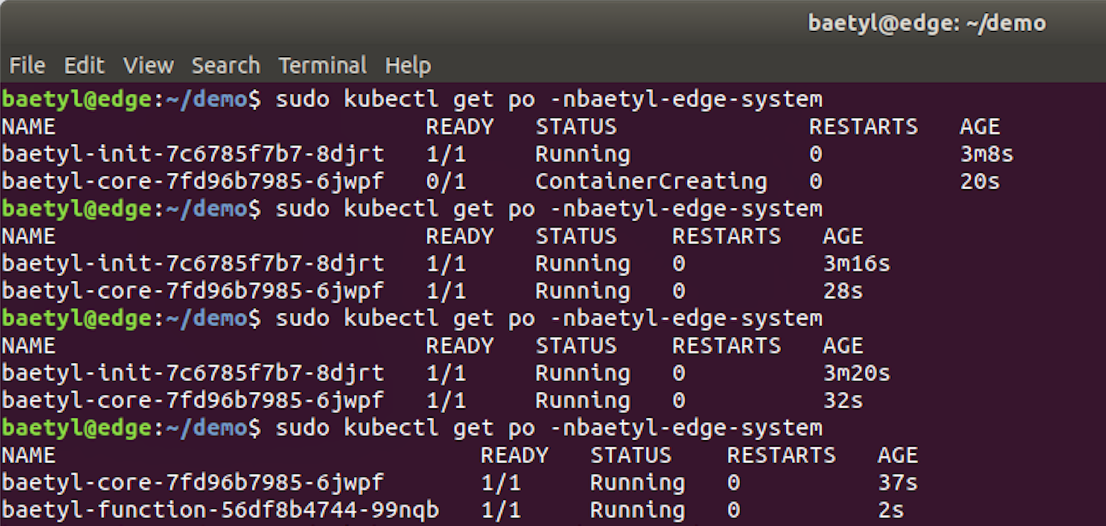 baetyl@edge: ~/demo
File Edit View Search Terminal Help
baetyl@edge:~/demo$ sudo kubectl get po -nbaetyl-edge-system
NAME READY STATUS RESTARTS AGE
baetyl-init-7c6785f7b7-8djrt 1/1 Running 0 3m8s
baetyl-core-7fd96b7985-6jwpf 0/1 ContainerCreating 0 20s
baetyl@edge:~/demo$ sudo kubectl get po -nbaetyl-edge-system
NAME READY STATUS RESTARTS AGE
baetyl-init-7c6785f7b7-8djrt 1/1 Running 0 3m16s
baetyl-core-7fd96b7985-6jwpf 1/1 Running 0 28s
baetyl@edge:~/demo$ sudo kubectl get po -nbaetyl-edge-system
NAME READY STATUS RESTARTS AGE
baetyl-init-7c6785f7b7-8djrt 1/1 Running 0 3m20s
baetyl-core-7fd96b7985-6jwpf 1/1 Running 0 32s
baetyl@edge:~/demo$ sudo kubectl get po -nbaetyl-edge-system
NAME READY STATUS RESTARTS AGE
baetyl-core-7fd96b7985-6jwpf 1/1 Running 0 37s
baetyl-function-56df8b4744-99nqb 1/1 Running 0 2s